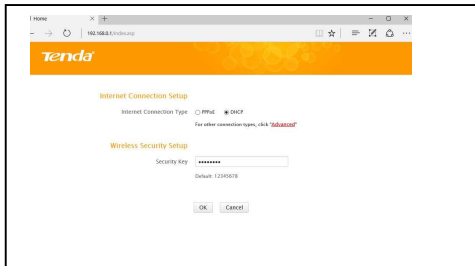 Home
192.168.0.1/index.asp
Tenda
Internet Connection Setup
Internet Connection Type PPPoE DHCP
For other connection types, click "Advanced"
Wireless Security Setup
Security Key ••••••••
Default: 12345678
OK Cancel